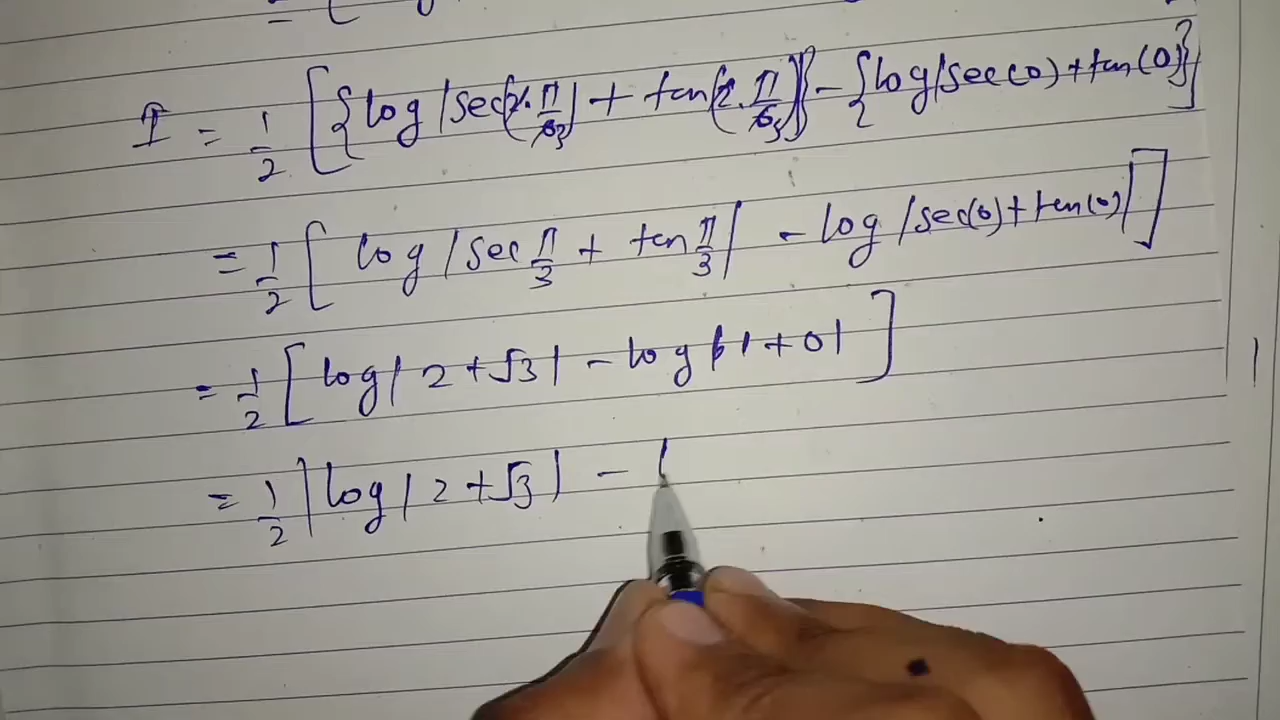 I = 1/2 [{log|sec(2.π/6 3) + tan(2.π/6 3)}-{log|sec(0)+tan(0)}]
= 1/2 [log|sec π/3 + tan π/3| - log|sec(0)+tan(0)|]
= 1/2 [log|2+√3| - log|1+0|]
= 1/2 [log|2+√3| - l